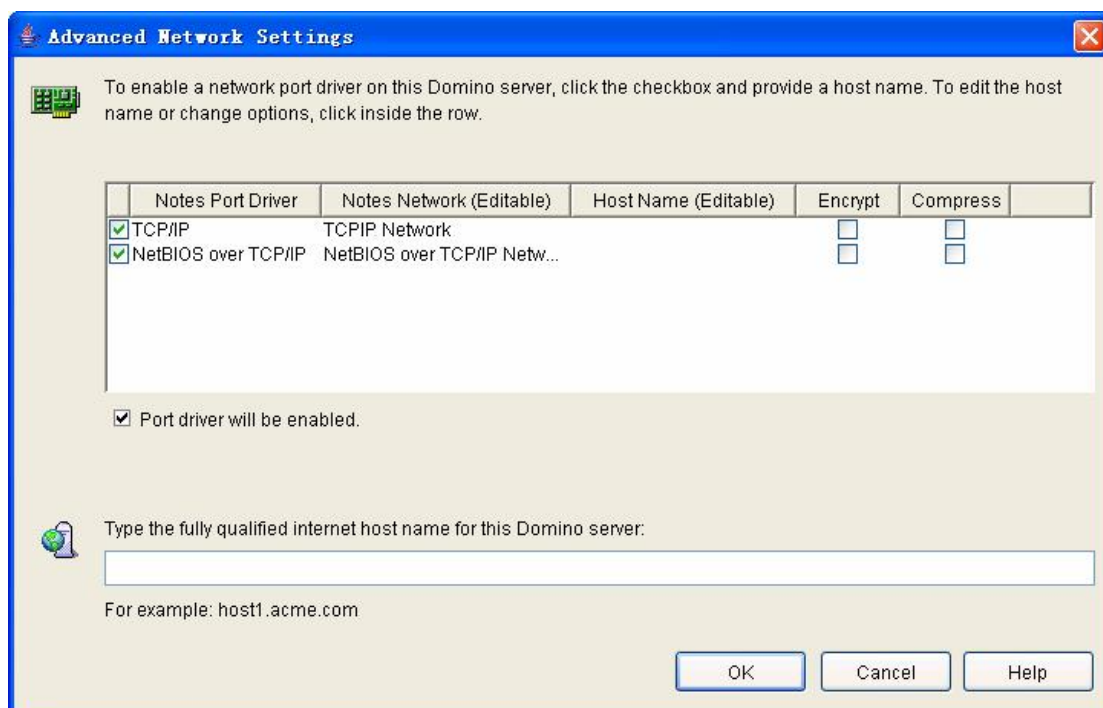 Advanced Network Settings
To enable a network port driver on this Domino server, click the checkbox and provide a host name. To edit the host
name or change options, click inside the row.
Notes Port Driver Notes Network (Editable) Host Name (Editable) Encrypt Compress
TCP/IP TCPIP Network
NetBIOS over TCP/IP NetBIOS over TCP/IP Netw...
Port driver will be enabled.
Type the fully qualified internet host name for this Domino server:
For example: host1.acme.com
OK Cancel Help